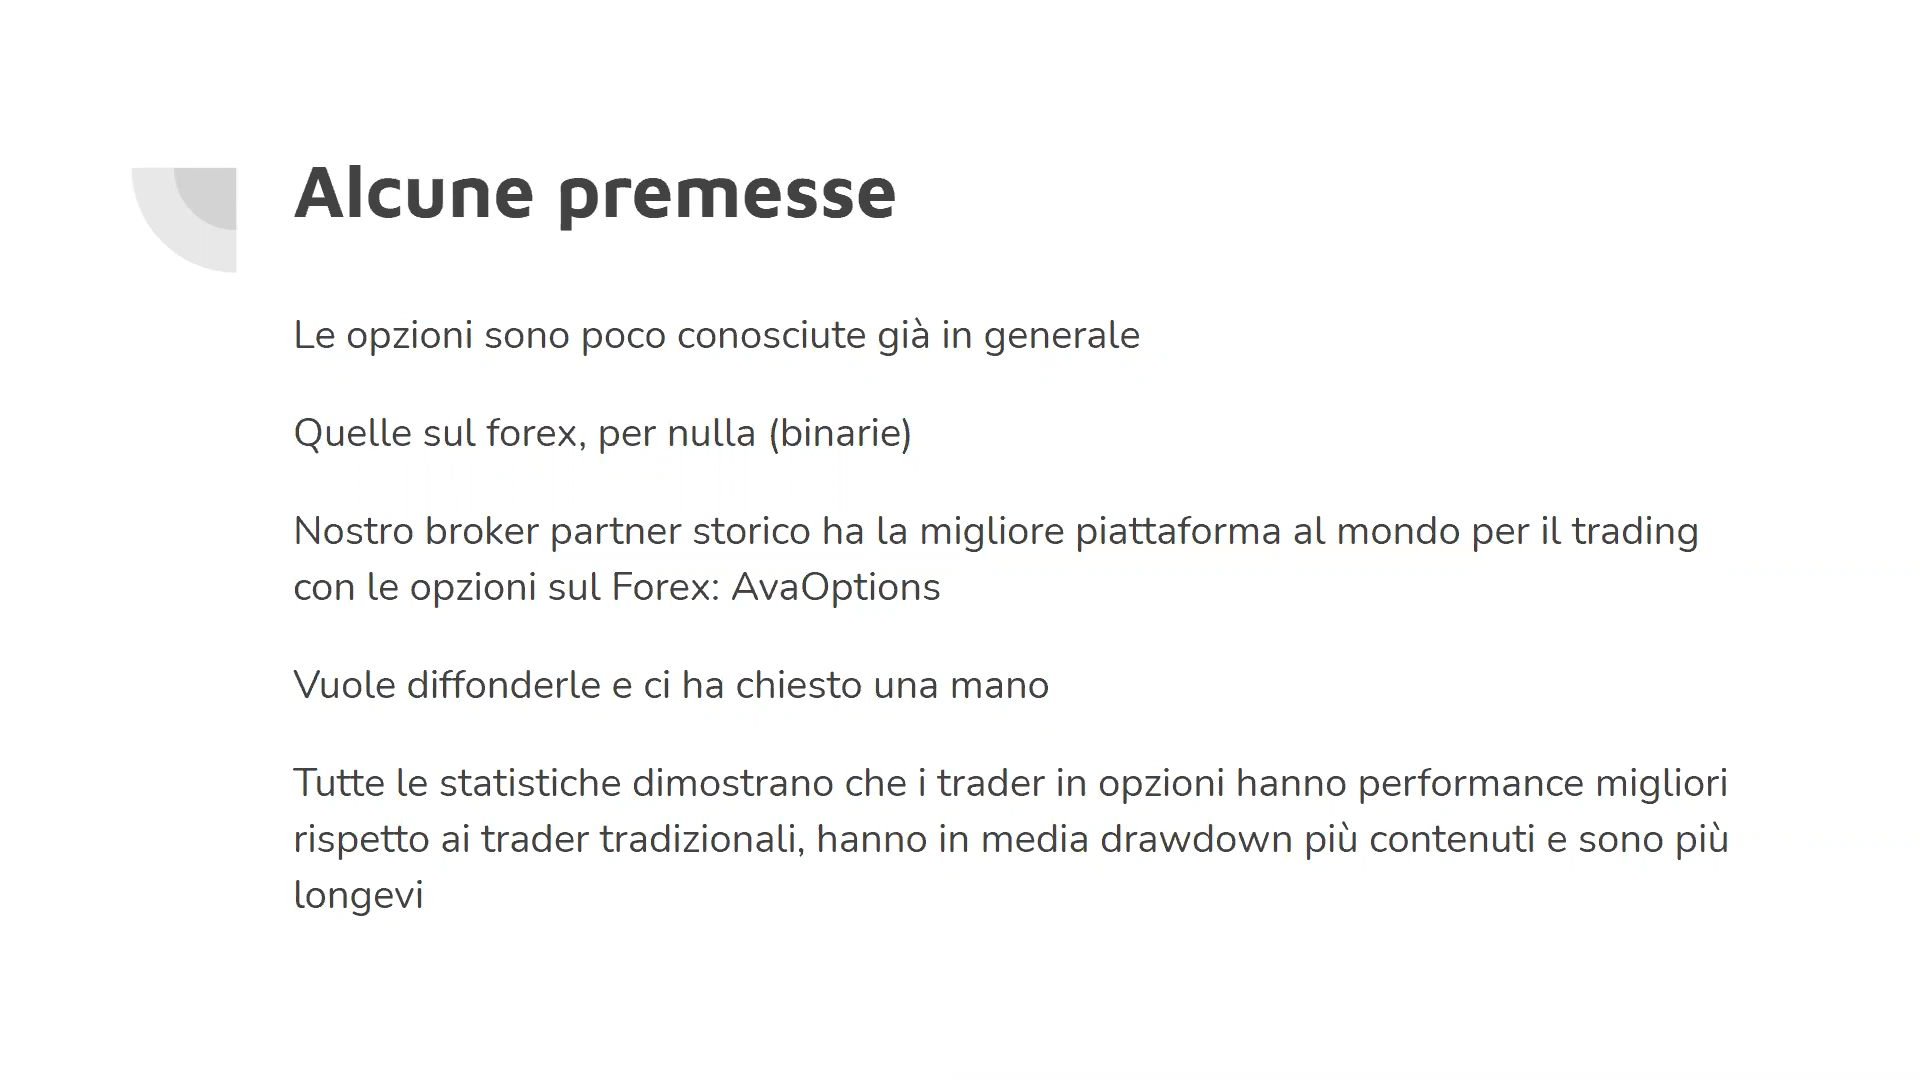 Alcune premesse
Le opzioni sono poco conosciute già in generale
Quelle sul forex, per nulla (binarie)
Nostro broker partner storico ha la migliore piattaforma al mondo per il trading
con le opzioni sul Forex: AvaOptions
Vuole diffonderle e ci ha chiesto una mano
Tutte le statistiche dimostrano che i trader in opzioni hanno performance migliori
rispetto ai trader tradizionali, hanno in media drawdown più contenuti e sono più
longevi